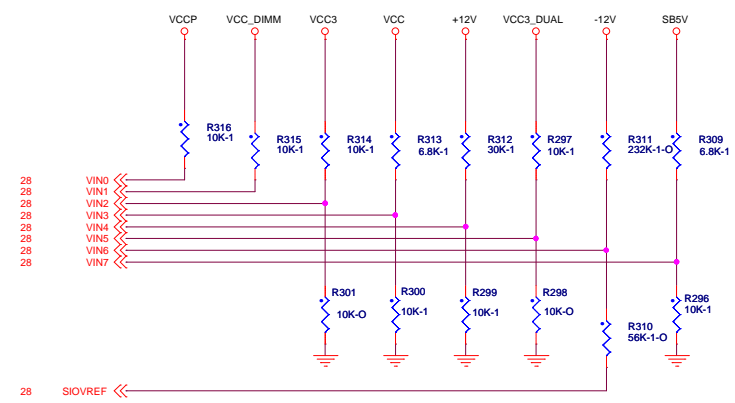 VCCP VCC_DIMM VCC3 VCC +12V VCC3_DUAL -12V SB5V
R316
10K-1
R315
10K-1
R314
10K-1
R313
6.8K-1
R312
30K-1
R297
10K-1
R311
232K-1-O
R309
6.8K-1
28 VIN0
28 VIN1
28 VIN2
28 VIN3
28 VIN4
28 VIN5
28 VIN6
28 VIN7
R301
10K-O
R300
10K-1
R299
10K-1
R298
10K-O
R310
56K-1-O
R296
10K-1
28 SIOVREF